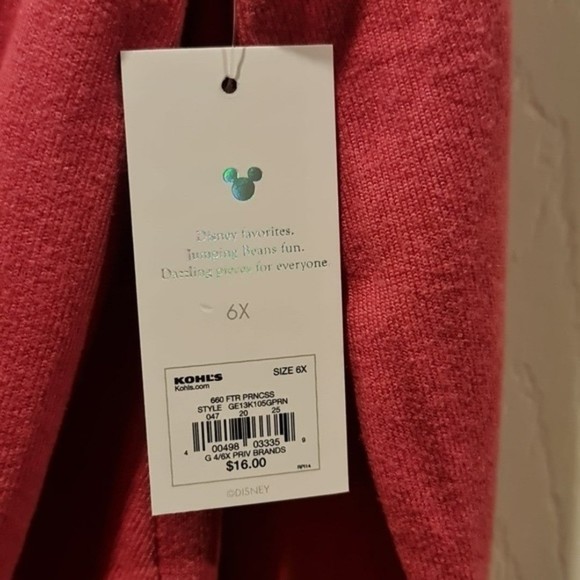 Disney favorites.
Jumping Beans fun.
Dazzling pieces for everyone
6X
KOHL'S
SIZE 6X
Kohls.com
660 FTR PRNCSS
STYLE GE13K105GPRN
047 20 25
4 00498 03335 9
G 4/6X PRIV BRANDS
$16.00
RP14
©DISNEY